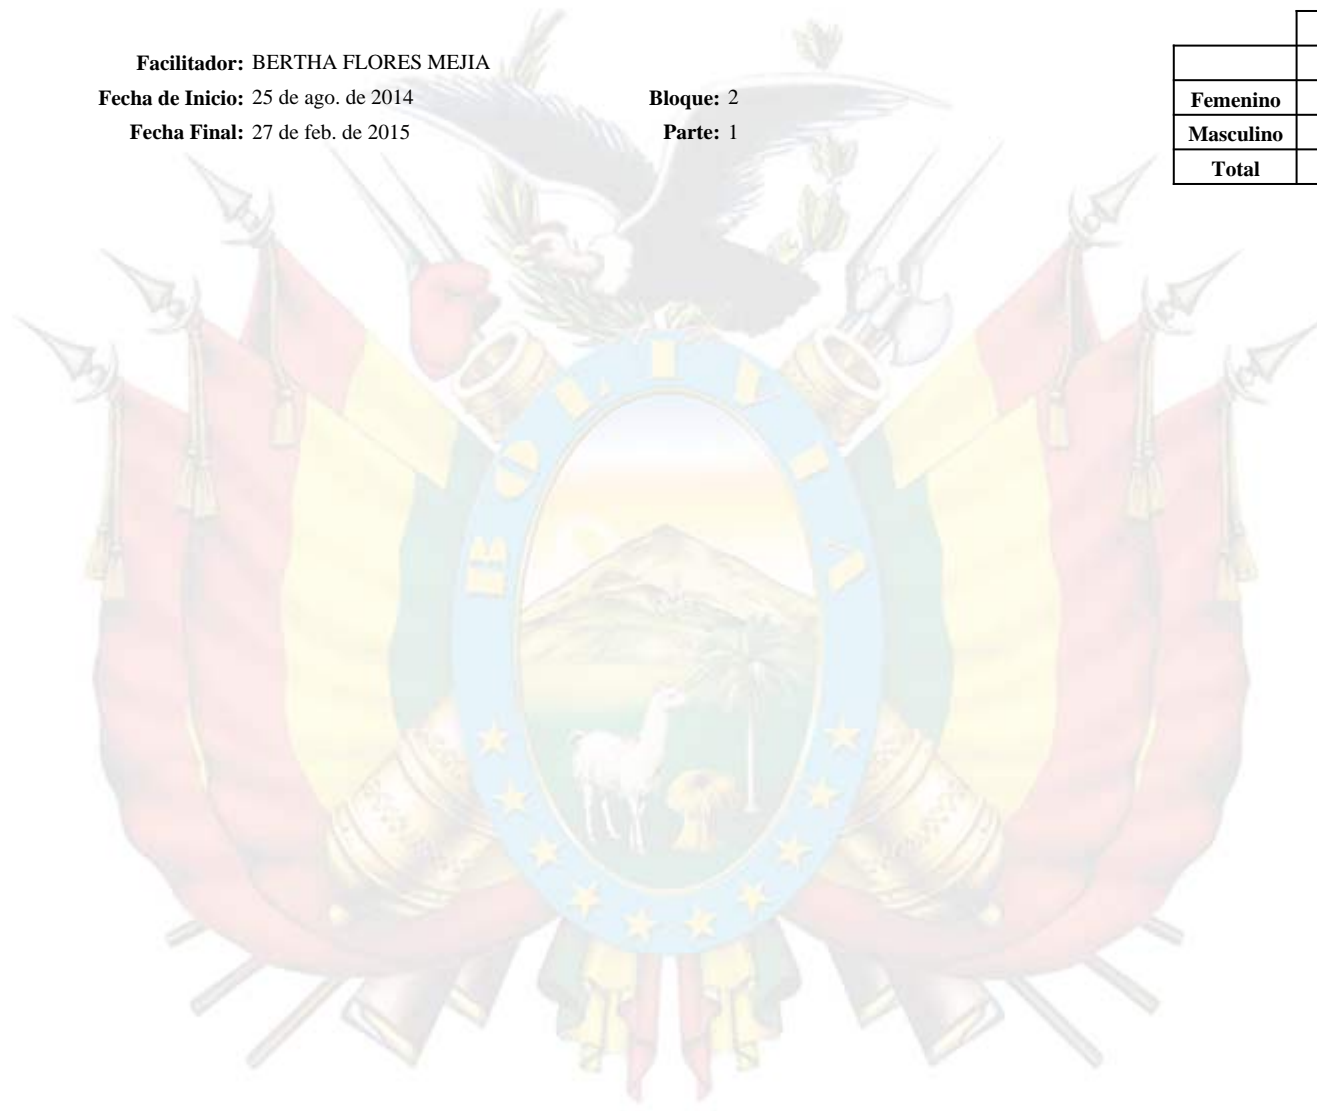 Facilitador: BERTHA FLORES MEJIA
Fecha de Inicio: 25 de ago. de 2014 Bloque: 2
Fecha Final: 27 de feb. de 2015 Parte: 1
Femenino
Masculino
Total
BOLIVIA